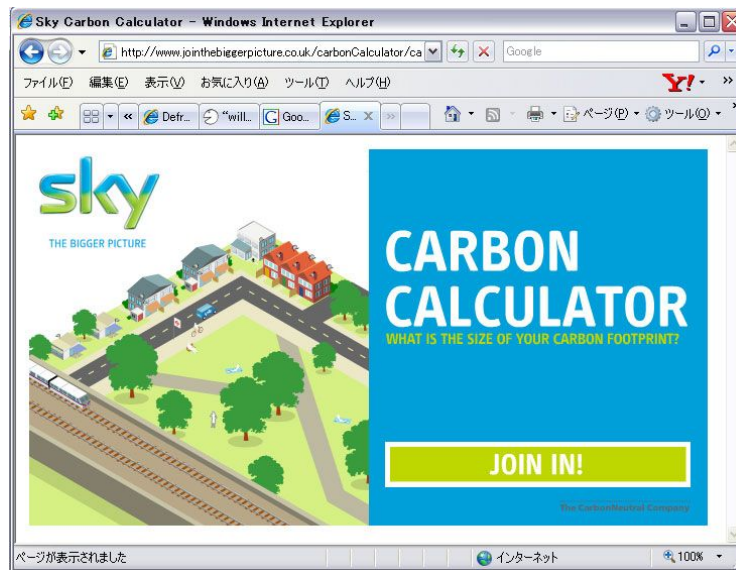 Sky Carbon Calculator - Windows Internet Explorer
http://www.jointhebiggerpicture.co.uk/carbonCalculator/ca
Google
ファイル(F) 編集(E) 表示(V) お気に入り(A) ツール(T) ヘルプ(H)
Y!
Defr... "will... Goo... S... ページ(P) ツール(O)
sky
THE BIGGER PICTURE
CARBON
CALCULATOR
WHAT IS THE SIZE OF YOUR CARBON FOOTPRINT?
JOIN IN!
The CarbonNeutral Company
ページが表示されました インターネット 100%